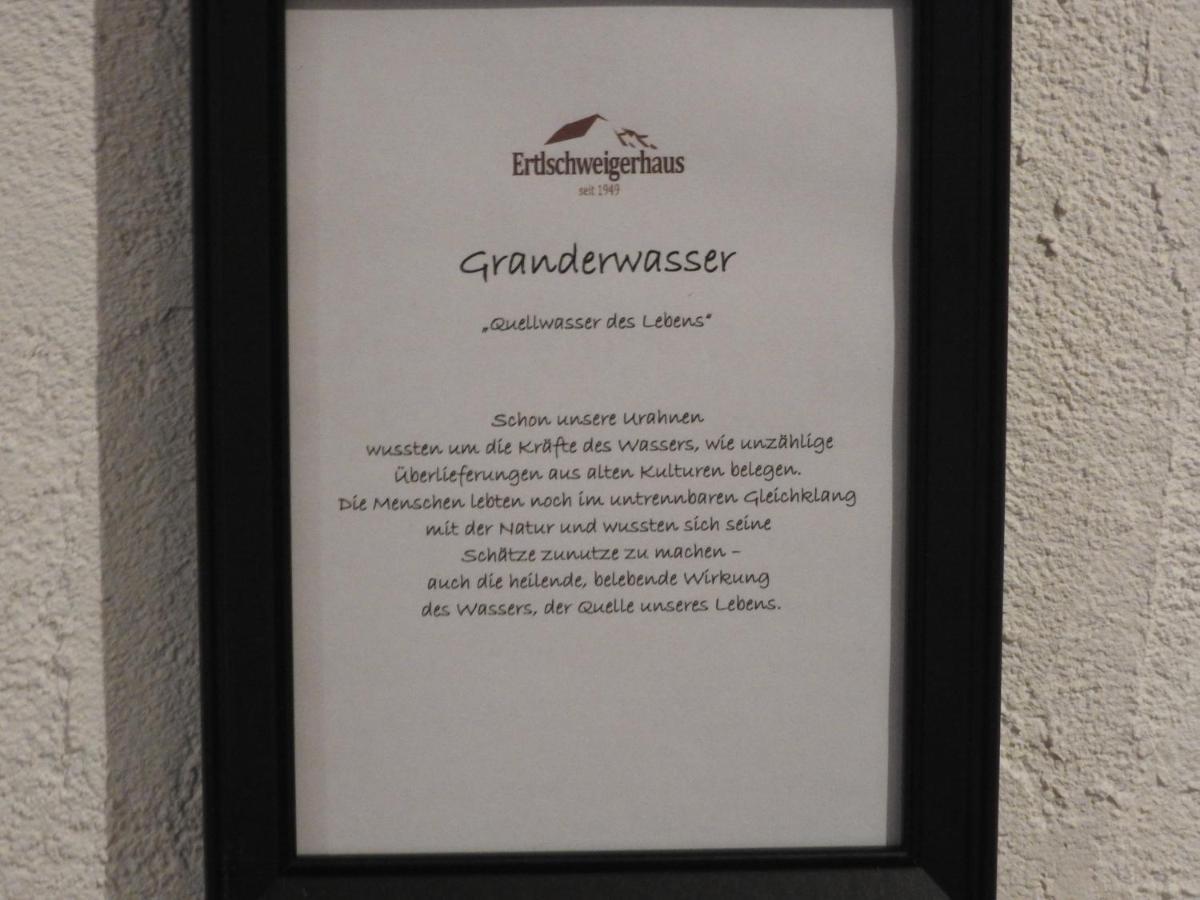 Ertlschweigerhaus
seit 1949
Granderwasser
„Quellwasser des Lebens“
Schon unsere Urahnen
wussten um die Kräfte des Wassers, wie unzählige
Überlieferungen aus alten Kulturen belegen.
Die Menschen lebten noch im untrennbaren Gleichklang
mit der Natur und wussten sich seine
Schätze zunutze zu machen –
auch die heilende, belebende Wirkung
des Wassers, der Quelle unseres Lebens.